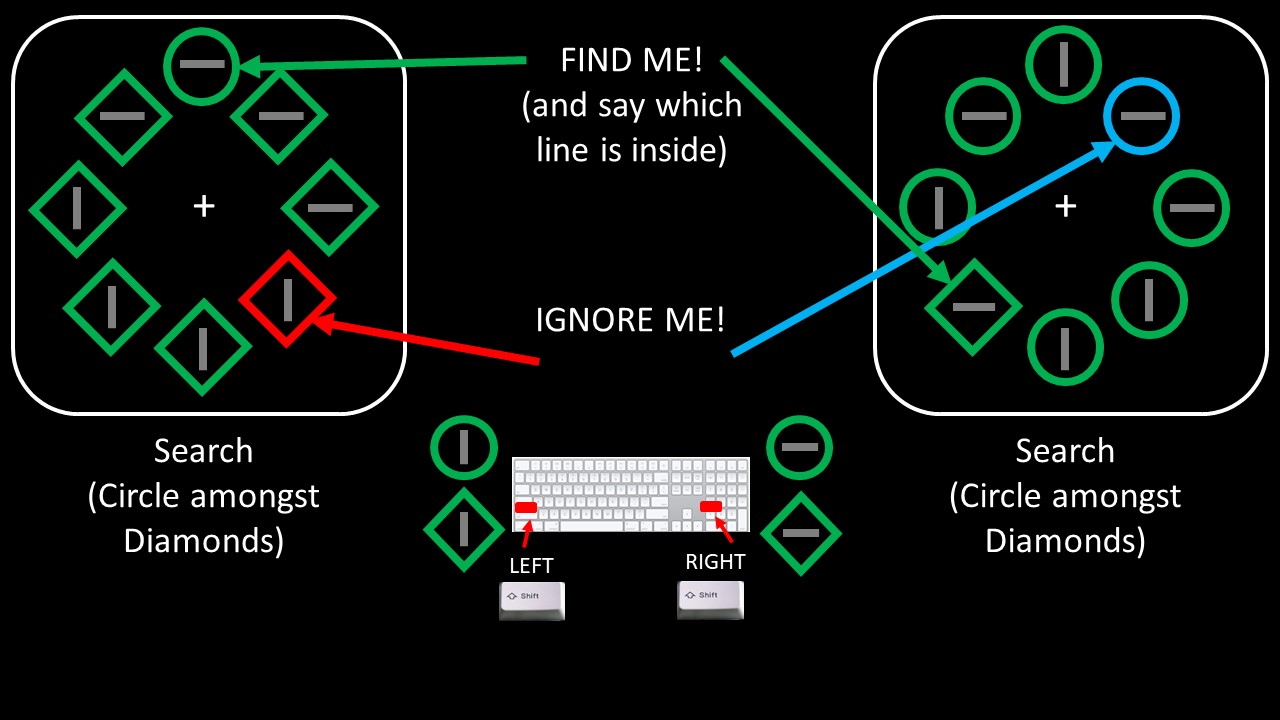 FIND ME!
(and say which
line is inside)
+
+
IGNORE ME!
Search
(Circle amongst
Diamonds)
Search
(Circle amongst
Diamonds)
LEFT
RIGHT
Shift
Shift